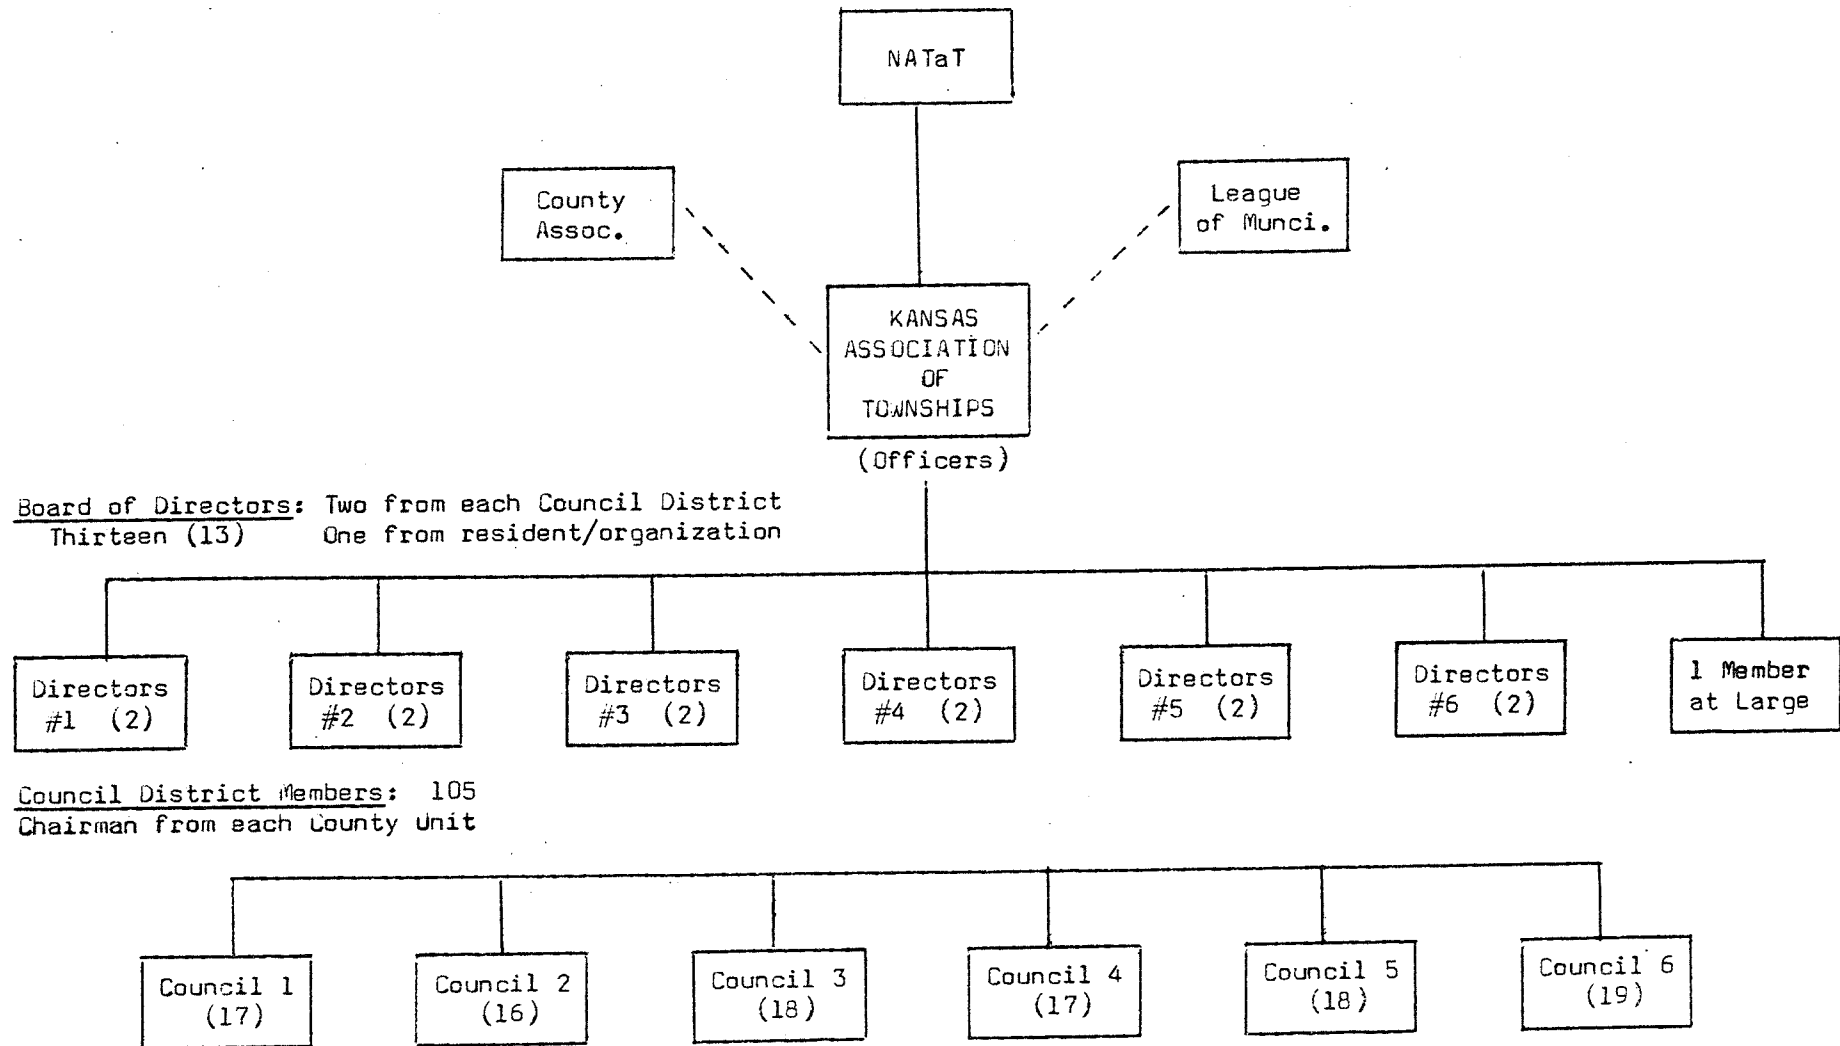 NATaT
County
Assoc.
League
of Munci.
KANSAS
ASSOCIATION
OF
TOWNSHIPS
(Officers)
Board of Directors: Two from each Council District
Thirteen (13) One from resident/organization
Directors
#1 (2)
Directors
#2 (2)
Directors
#3 (2)
Directors
#4 (2)
Directors
#5 (2)
Directors
#6 (2)
1 Member
at Large
Council District Members: 105
Chairman from each County Unit
Council 1
(17)
Council 2
(16)
Council 3
(18)
Council 4
(17)
Council 5
(18)
Council 6
(19)